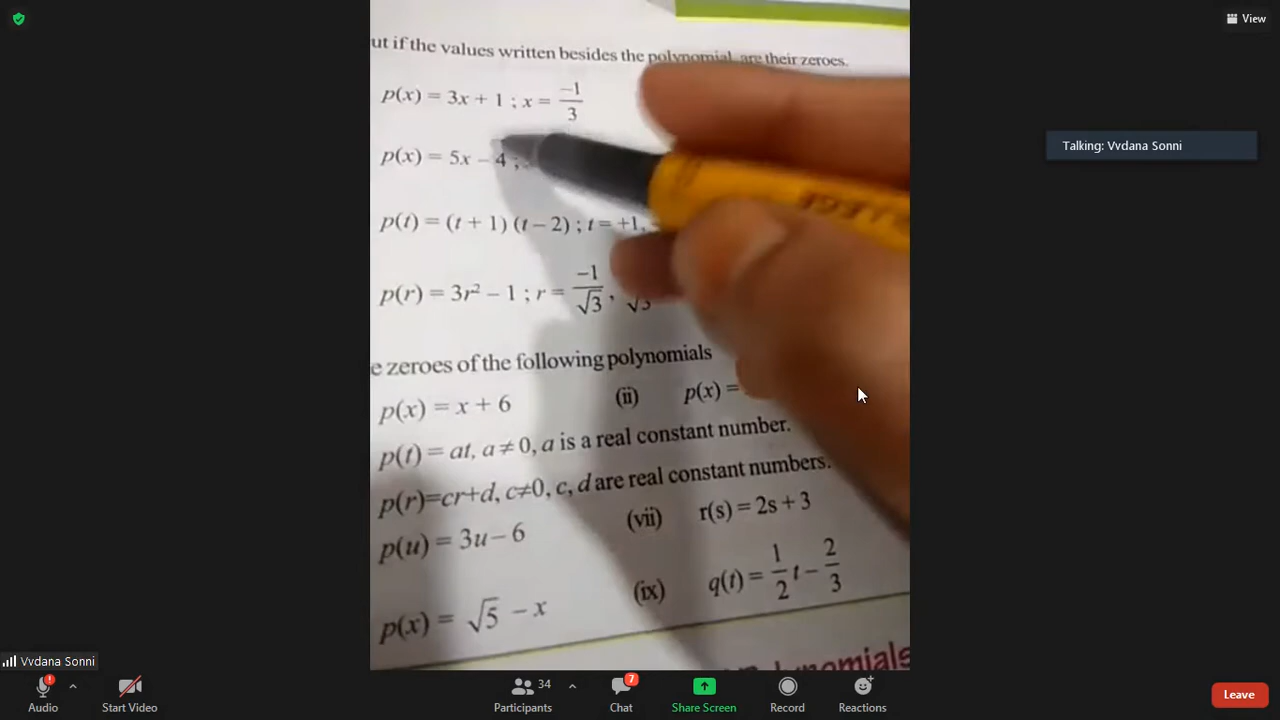 View
ut if the values written besides the polynomial are their zeroes.
p(x) = 3x + 1 ; x = -1/3
Talking: Vvdana Sonni
p(x) = 5x – 4 ;
p(t) = (t + 1) (t – 2) ; t = +1,
p(r) = 3r² – 1 ; r = -1/√3 , √3
e zeroes of the following polynomials
p(x) = x + 6 (ii) p(x) =
p(t) = at, a ≠ 0, a is a real constant number.
p(r)=cr+d, c≠0, c, d are real constant numbers.
p(u) = 3u – 6 (vii) r(s) = 2s + 3
p(x) = √5 – x (ix) q(t) = 1/2 t – 2/3
Vvdana Sonni
34
7
Audio Start Video Participants Chat Share Screen Record Reactions Leave